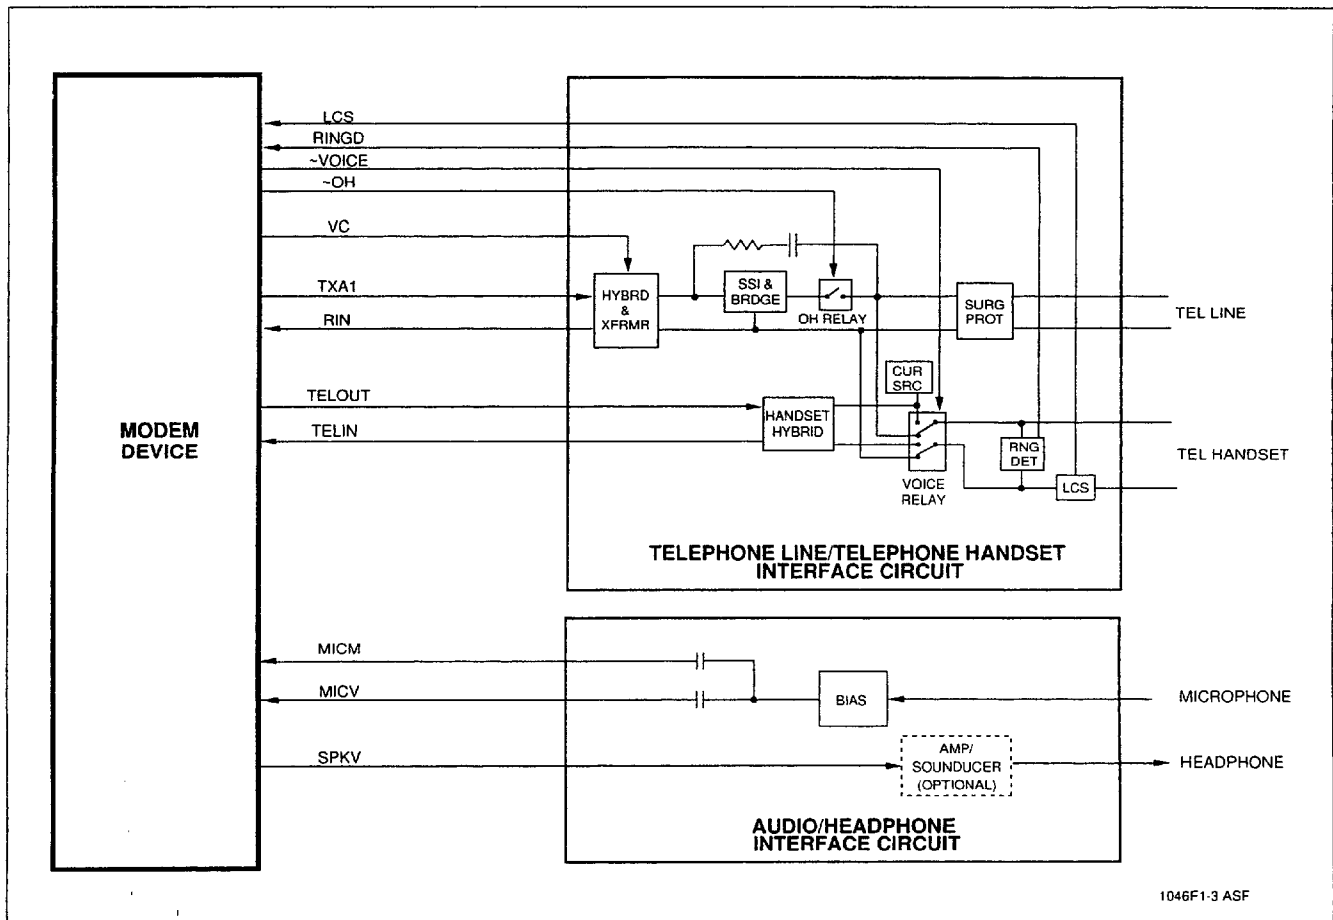 LCS
RINGD
~VOICE
~OH
VC
TXA1
RIN
TELOUT
TELIN
MODEM
DEVICE
HYBRD
&
XFRMR
SSI &
BRDGE
OH RELAY
SURG
PROT
TEL LINE
CUR
SRC
HANDSET
HYBRID
VOICE
RELAY
RNG
DET
LCS
TEL HANDSET
TELEPHONE LINE/TELEPHONE HANDSET
INTERFACE CIRCUIT
MICM
MICV
SPKV
BIAS
MICROPHONE
AMP/
SOUNDUCER
(OPTIONAL)
HEADPHONE
AUDIO/HEADPHONE
INTERFACE CIRCUIT
1046F1-3 ASF